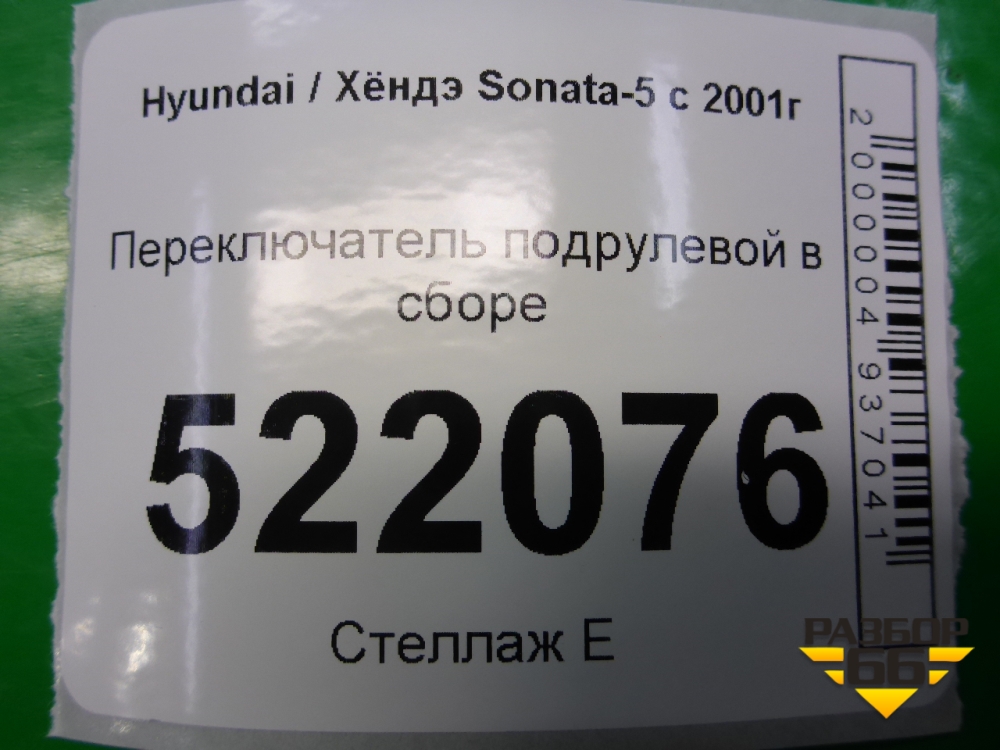 Hyundai / Хёндэ Sonata-5 с 2001г
Переключатель подрулевой в
сборе
522076
Стеллаж Е
2000004937041
РАЗБОР
66